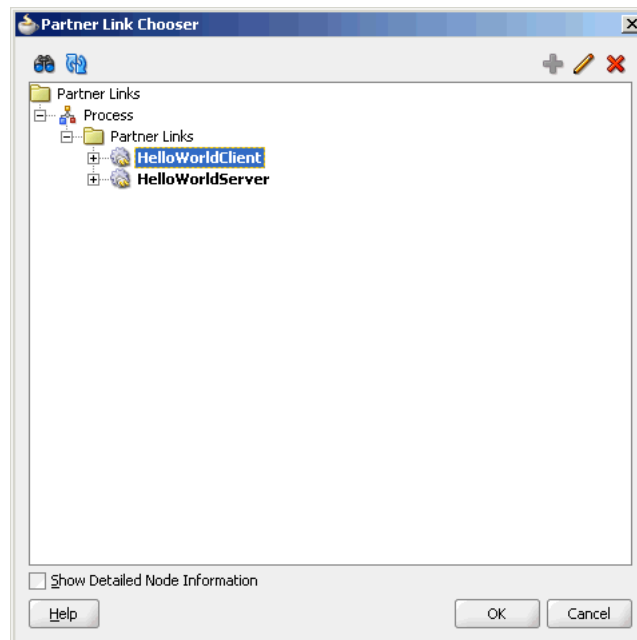 Partner Link Chooser
Partner Links
Process
Partner Links
HelloWorldClient
HelloWorldServer
Show Detailed Node Information
Help
OK
Cancel